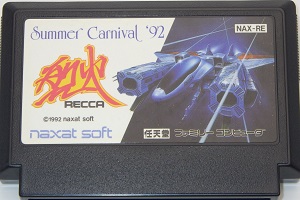 Summer Carnival '92
NAX-RE
烈火
RECCA
©1992 naxat soft
naxat soft
任天堂 ファミリーコンピュータ